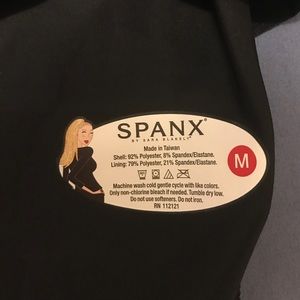 SPANX®
BY SARA BLAKELY
Made in Taiwan
Shell: 92% Polyester, 8% Spandex/Elastane.
Lining: 79% Polyester, 21% Spandex/Elastane.
M
Machine wash cold gentle cycle with like colors.
Only non-chlorine bleach if needed. Tumble dry low.
Do not use softeners. Do not iron.
RN 112121